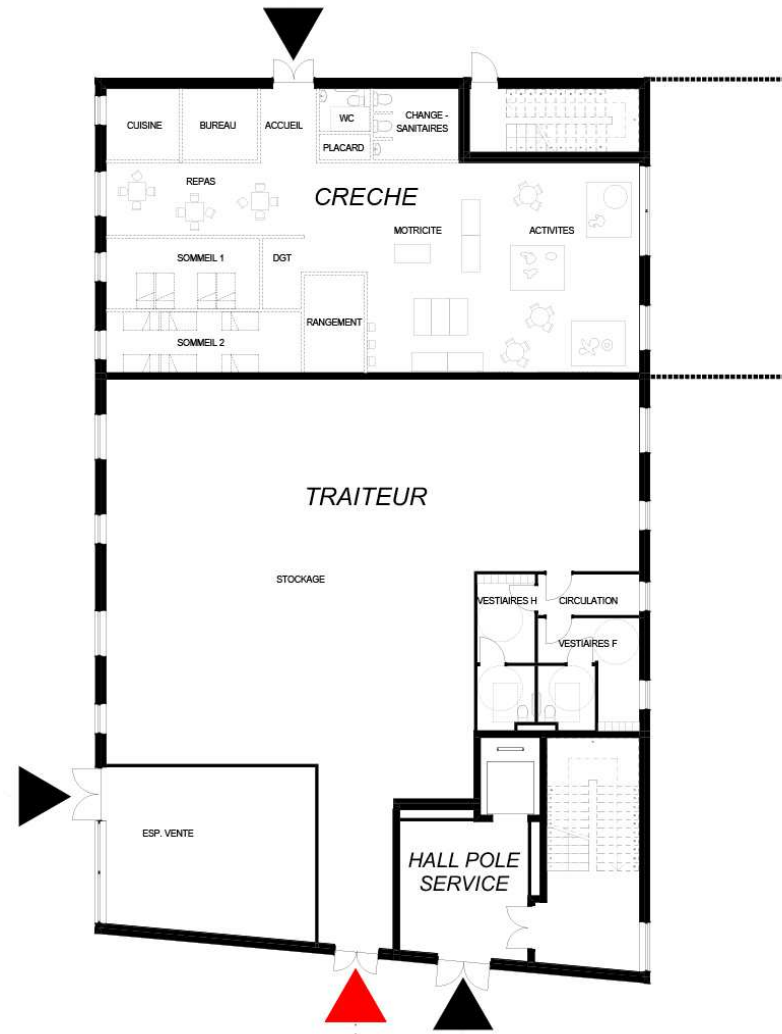 CUISINE
BUREAU
ACCUEIL
WC
CHANGE -
SANITAIRES
PLACARD
REPAS
CRECHE
MOTRICITE
ACTIVITES
SOMMEIL 1
DGT
RANGEMENT
SOMMEIL 2
TRAITEUR
STOCKAGE
VESTIAIRES H
CIRCULATION
VESTIAIRES F
ESP. VENTE
HALL POLE
SERVICE